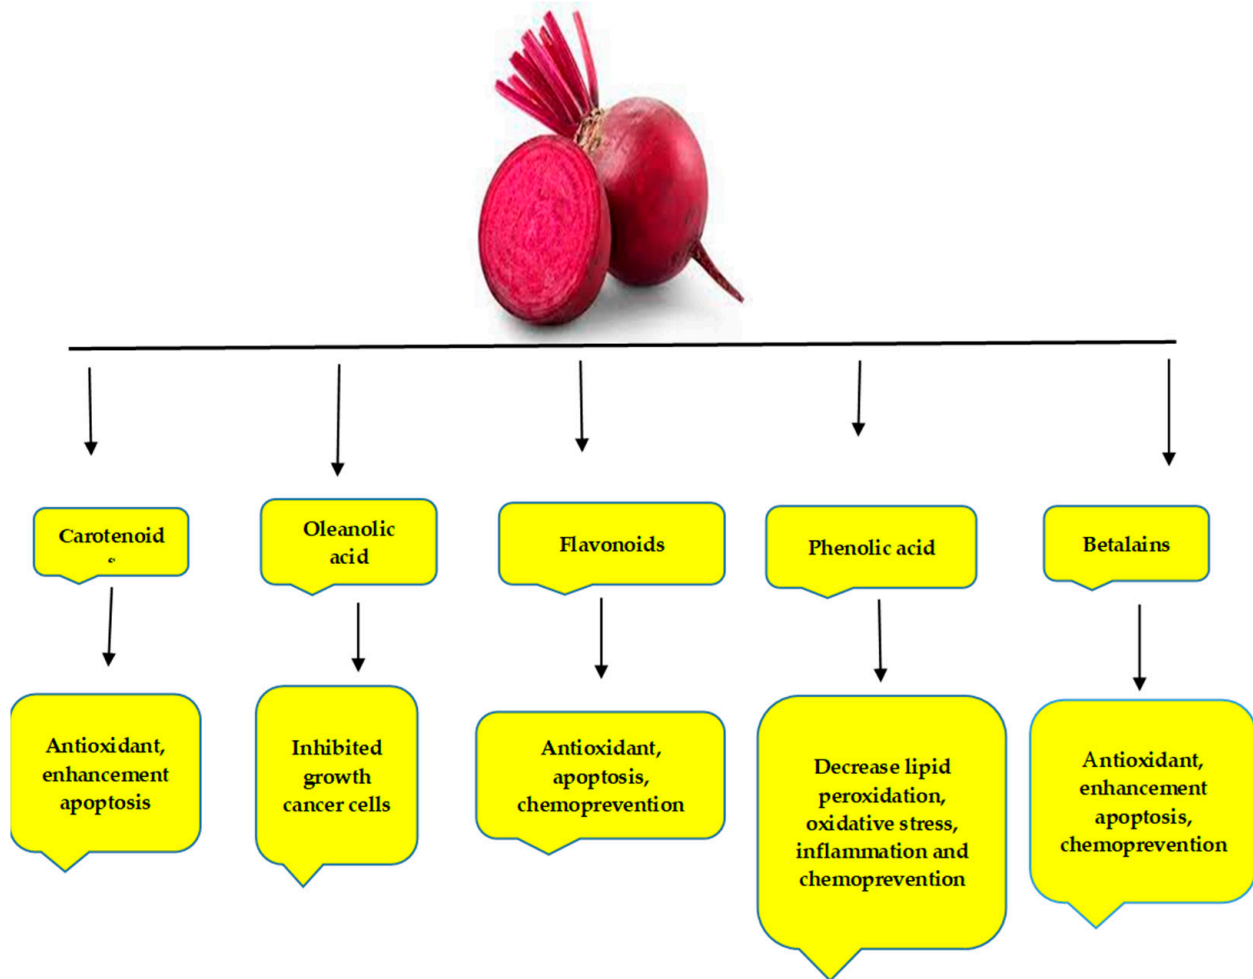 Carotenoid
s
Oleanolic
acid
Flavonoids
Phenolic acid
Betalains
Antioxidant,
enhancement
apoptosis
Inhibited
growth
cancer cells
Antioxidant,
apoptosis,
chemoprevention
Decrease lipid
peroxidation,
oxidative stress,
inflammation and
chemoprevention
Antioxidant,
enhancement
apoptosis,
chemoprevention